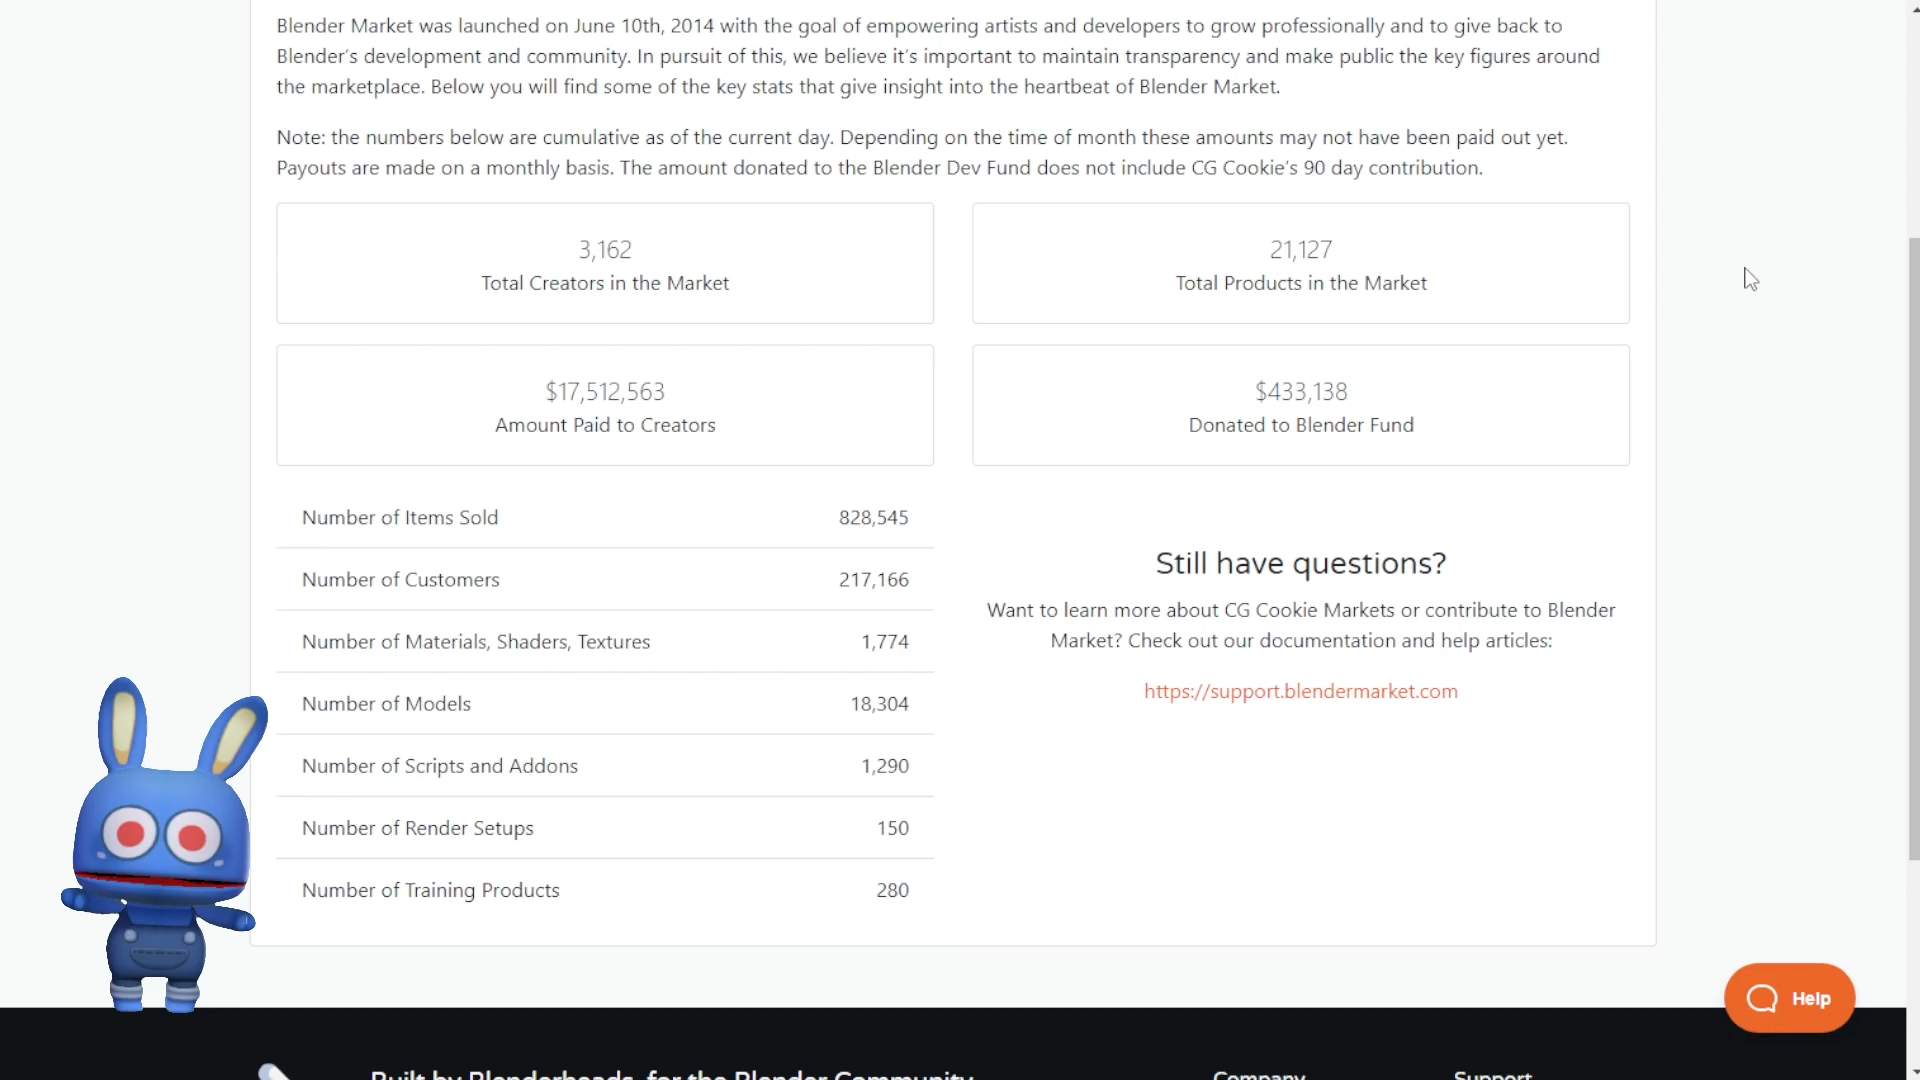 Blender Market was launched on June 10th, 2014 with the goal of empowering artists and developers to grow professionally and to give back to
Blender's development and community. In pursuit of this, we believe it's important to maintain transparency and make public the key figures around
the marketplace. Below you will find some of the key stats that give insight into the heartbeat of Blender Market.
Note: the numbers below are cumulative as of the current day. Depending on the time of month these amounts may not have been paid out yet.
Payouts are made on a monthly basis. The amount donated to the Blender Dev Fund does not include CG Cookie's 90 day contribution.
3,162
Total Creators in the Market
21,127
Total Products in the Market
$17,512,563
Amount Paid to Creators
$433,138
Donated to Blender Fund
Number of Items Sold 828,545
Number of Customers 217,166
Number of Materials, Shaders, Textures 1,774
Number of Models 18,304
Number of Scripts and Addons 1,290
Number of Render Setups 150
Number of Training Products 280
Still have questions?
Want to learn more about CG Cookie Markets or contribute to Blender
Market? Check out our documentation and help articles:
https://support.blendermarket.com
Help
Built by Blenderheads, for the Blender Community
Company
Support